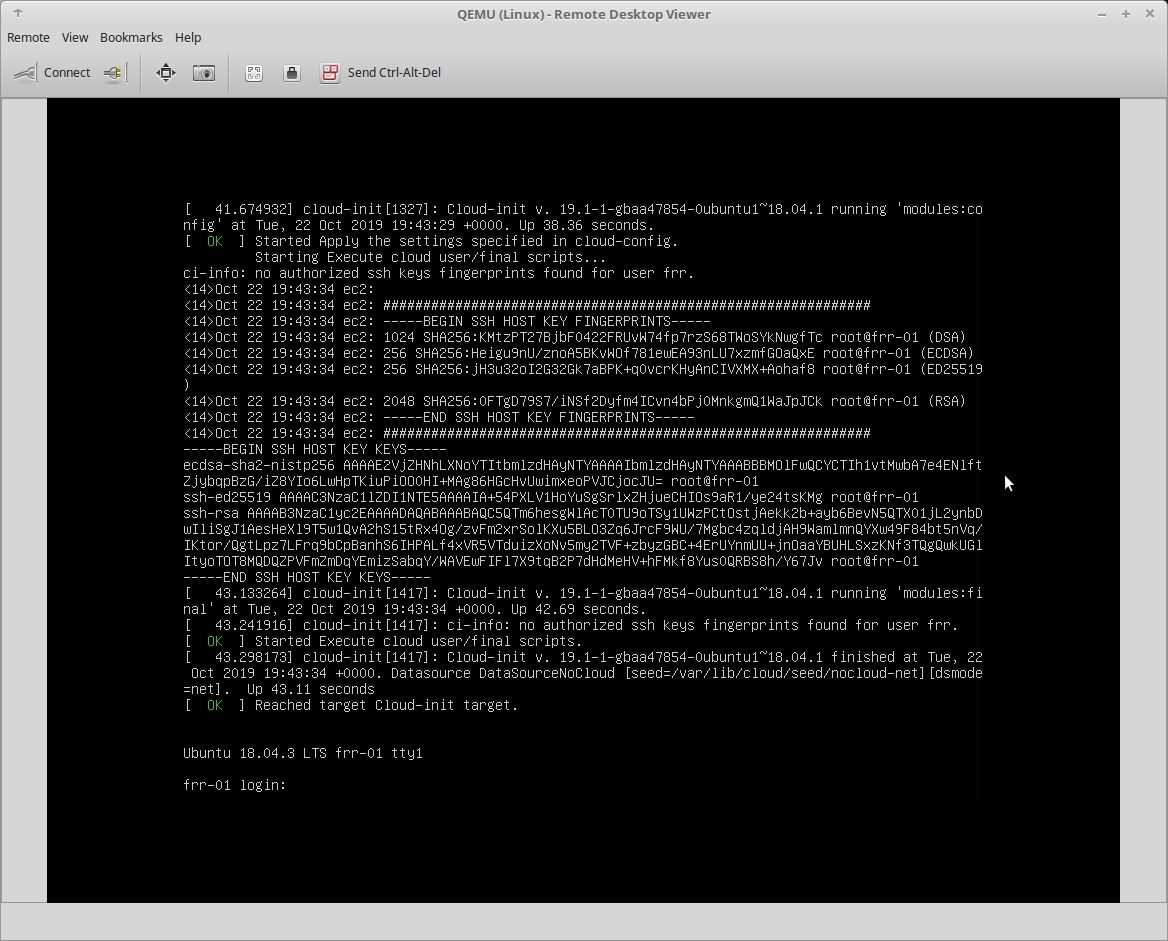 QEMU (Linux) - Remote Desktop Viewer
Remote View Bookmarks Help
Connect Send Ctrl-Alt-Del
[   41.674932] cloud-init[1327]: Cloud-init v. 19.1-1-gbaa47854-0ubuntu1~18.04.1 running 'modules:co
nfig' at Tue, 22 Oct 2019 19:43:29 +0000. Up 38.36 seconds.
[  OK  ] Started Apply the settings specified in cloud-config.
         Starting Execute cloud user/final scripts...
ci-info: no authorized ssh keys fingerprints found for user frr.
<14>Oct 22 19:43:34 ec2:
<14>Oct 22 19:43:34 ec2: #############################################################
<14>Oct 22 19:43:34 ec2: -----BEGIN SSH HOST KEY FINGERPRINTS-----
<14>Oct 22 19:43:34 ec2: 1024 SHA256:KMtzPT27BjbF0422FRUvW74fp7rzS68TWoSYkNwgfTc root@frr-01 (DSA)
<14>Oct 22 19:43:34 ec2: 256 SHA256:Heigu9nU/znoA5BKvWOf781ewEA93nLU7xzmfGOaQxE root@frr-01 (ECDSA)
<14>Oct 22 19:43:34 ec2: 256 SHA256:jH3u32oI2G32Gk7aBPK+qOvcrKHyAnCIVXMX+Aohaf8 root@frr-01 (ED25519
)
<14>Oct 22 19:43:34 ec2: 2048 SHA256:OFTgD79S7/iNSf2Dyfm4ICvn4bPj0MnkgmQ1WaJpJCk root@frr-01 (RSA)
<14>Oct 22 19:43:34 ec2: -----END SSH HOST KEY FINGERPRINTS-----
<14>Oct 22 19:43:34 ec2: #############################################################
-----BEGIN SSH HOST KEY KEYS-----
ecdsa-sha2-nistp256 AAAAE2VjZHNhLXNoYTItbmlzdHAyNTYAAAAIbmlzdHAyNTYAAABBBMOlFwQCYCTIh1vtMwbA7e4ENlft
ZjybqpBzG/iZ8YIo6LwHpTKiuPiOOOHI+MAg86HGcHvUwimxeoPVJCjocJU= root@frr-01
ssh-ed25519 AAAAC3NzaC1lZDI1NTE5AAAAIA+54PXLV1HoYuSgSrlxZHjueCHIOs9aR1/ye24tsKMg root@frr-01
ssh-rsa AAAAB3NzaC1yc2EAAAADAQABAAABAQC5QTm6hesgWlAcT0TU9oTSy1UWzPCtOstjAekk2b+ayb6BevN5QTX01jL2ynbD
wIliSgJ1AesHeXl9T5w1QvA2hS15tRx4Og/zvFm2xrSolKXu5BLO3Zq6JrcF9WU/7Mgbc4zqldjAH9WamlmnQYXw49F84bt5nVq/
IKtor/QgtLpz7LFrq9bCpBanhS6IHPALf4xVR5VTduizXoNv5my2TVF+zbyzGBC+4ErUYnmUU+jnOaaYBUHLSxzKNf3TQgQwkUGl
ItyoTOT8MQDQZPVFmZmDqYEmizSabqY/WAVEwFIFl7X9tqB2P7dHdMeHV+hFMkf8YusOQRBS8h/Y67Jv root@frr-01
-----END SSH HOST KEY KEYS-----
[   43.133264] cloud-init[1417]: Cloud-init v. 19.1-1-gbaa47854-0ubuntu1~18.04.1 running 'modules:fi
nal' at Tue, 22 Oct 2019 19:43:34 +0000. Up 42.69 seconds.
[   43.241916] cloud-init[1417]: ci-info: no authorized ssh keys fingerprints found for user frr.
[  OK  ] Started Execute cloud user/final scripts.
[   43.298173] cloud-init[1417]: Cloud-init v. 19.1-1-gbaa47854-0ubuntu1~18.04.1 finished at Tue, 22
 Oct 2019 19:43:34 +0000. Datasource DataSourceNoCloud [seed=/var/lib/cloud/seed/nocloud-net][dsmode
=net].  Up 43.11 seconds
[  OK  ] Reached target Cloud-init target.
Ubuntu 18.04.3 LTS frr-01 tty1
frr-01 login: